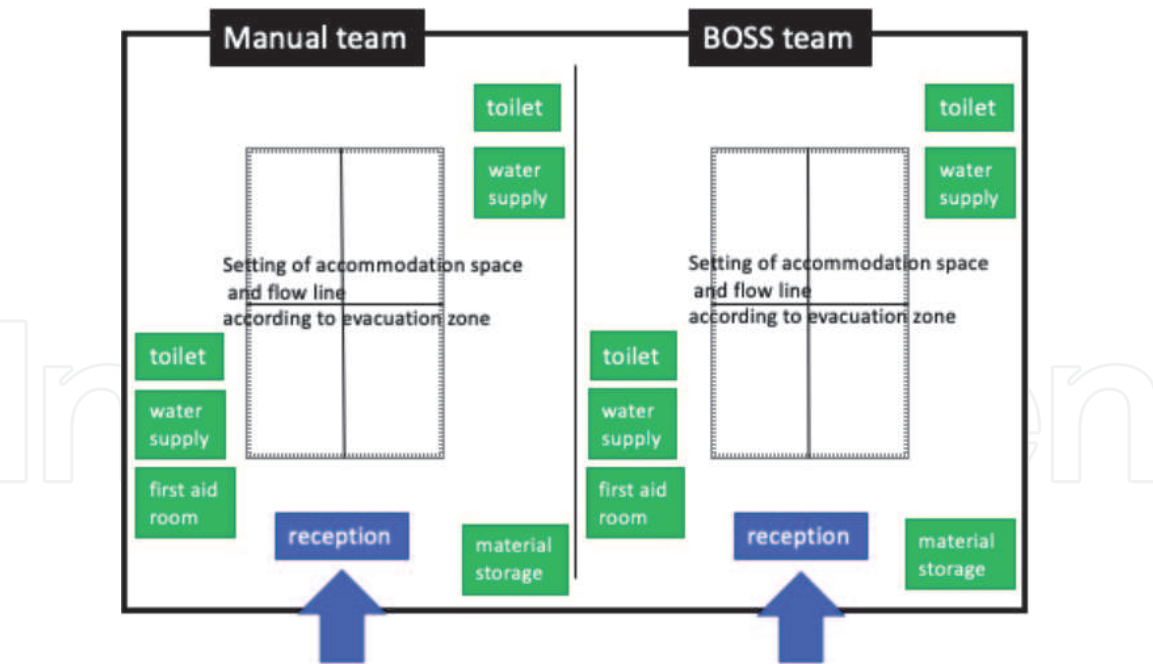 Manual team
BOSS team
toilet
water
supply
Setting of accommodation space
and flow line
according to evacuation zone
toilet
water
supply
first aid
room
reception
material
storage
toilet
water
supply
Setting of accommodation space
and flow line
according to evacuation zone
toilet
water
supply
first aid
room
reception
material
storage